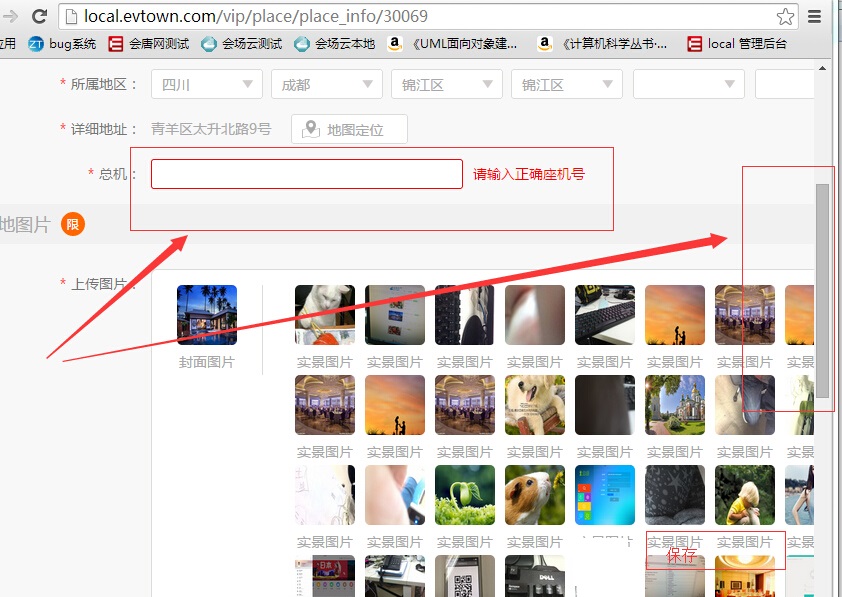 local.evtown.com/vip/place/place_info/30069
应用 ZT bug系统 会唐网测试 会场云测试 会场云本地 a 《UML面向对象建... a 《计算机科学丛书·... local 管理后台
* 所属地区: 四川 成都 锦江区 锦江区
* 详细地址: 青羊区太升北路9号 地图定位
* 总机: 请输入正确座机号
地图片 限
* 上传图片:
封面图片 实景图片 实景图片 实景图片 实景图片 实景图片 实景图片 实景图片 实景
实景图片 实景图片 实景图片 实景图片 实景图片 实景图片 实景图片 实景
实景图片 实景图片 实景图片 实景图片 实景图片 实景图片 实景
保存
日本
DELL